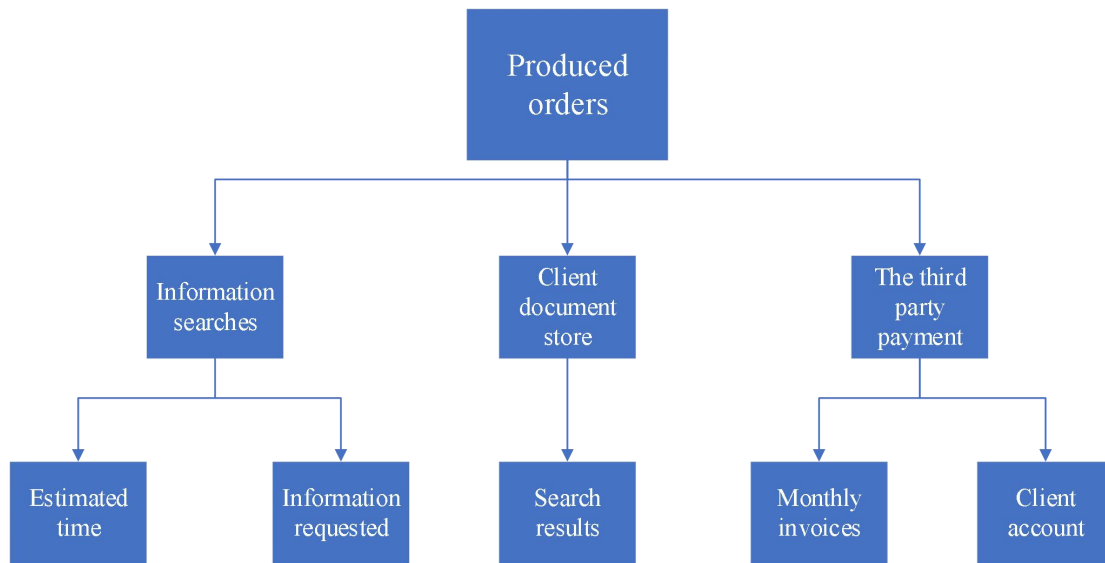 Produced
orders
Information
searches
Client
document
store
The third
party
payment
Estimated
time
Information
requested
Search
results
Monthly
invoices
Client
account